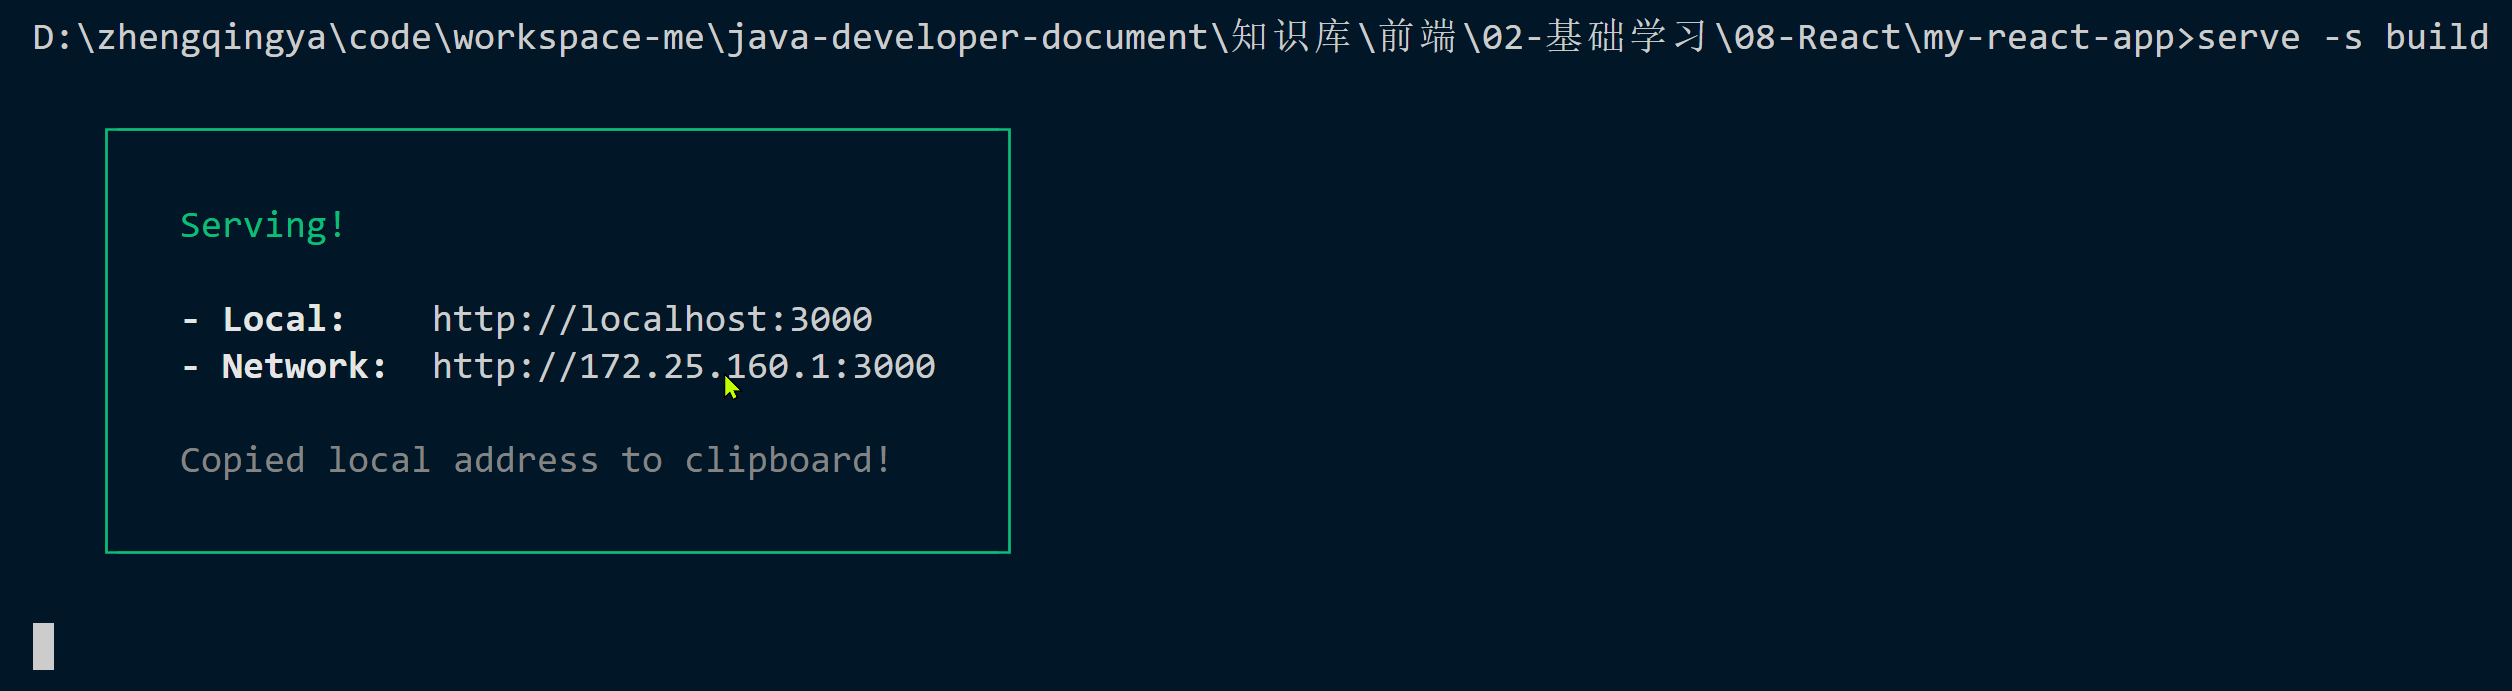 D:\zhengqingya\code\workspace-me\java-developer-document\知识库\前端\02-基础学习\08-React\my-react-app>serve -s build
Serving!
- Local:    http://localhost:3000
- Network:  http://172.25.160.1:3000
Copied local address to clipboard!